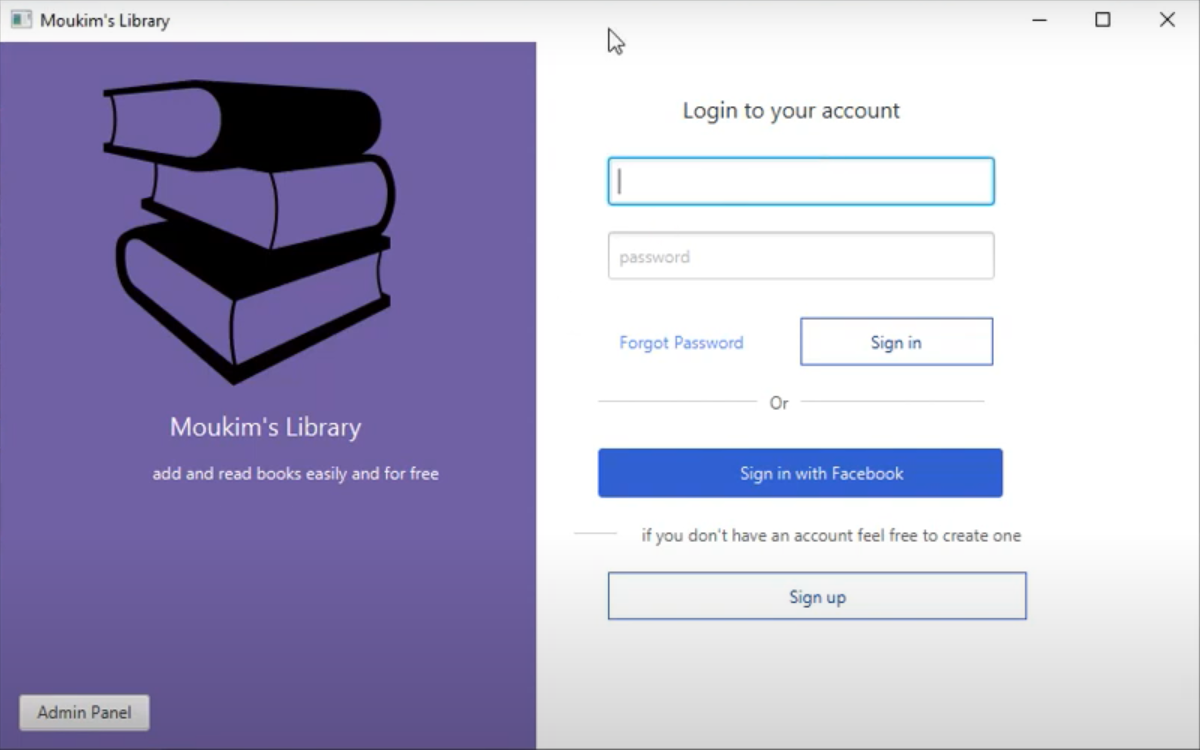 Moukim's Library
Login to your account
password
Forgot Password
Sign in
Or
Sign in with Facebook
if you don't have an account feel free to create one
Sign up
Moukim's Library
add and read books easily and for free
Admin Panel